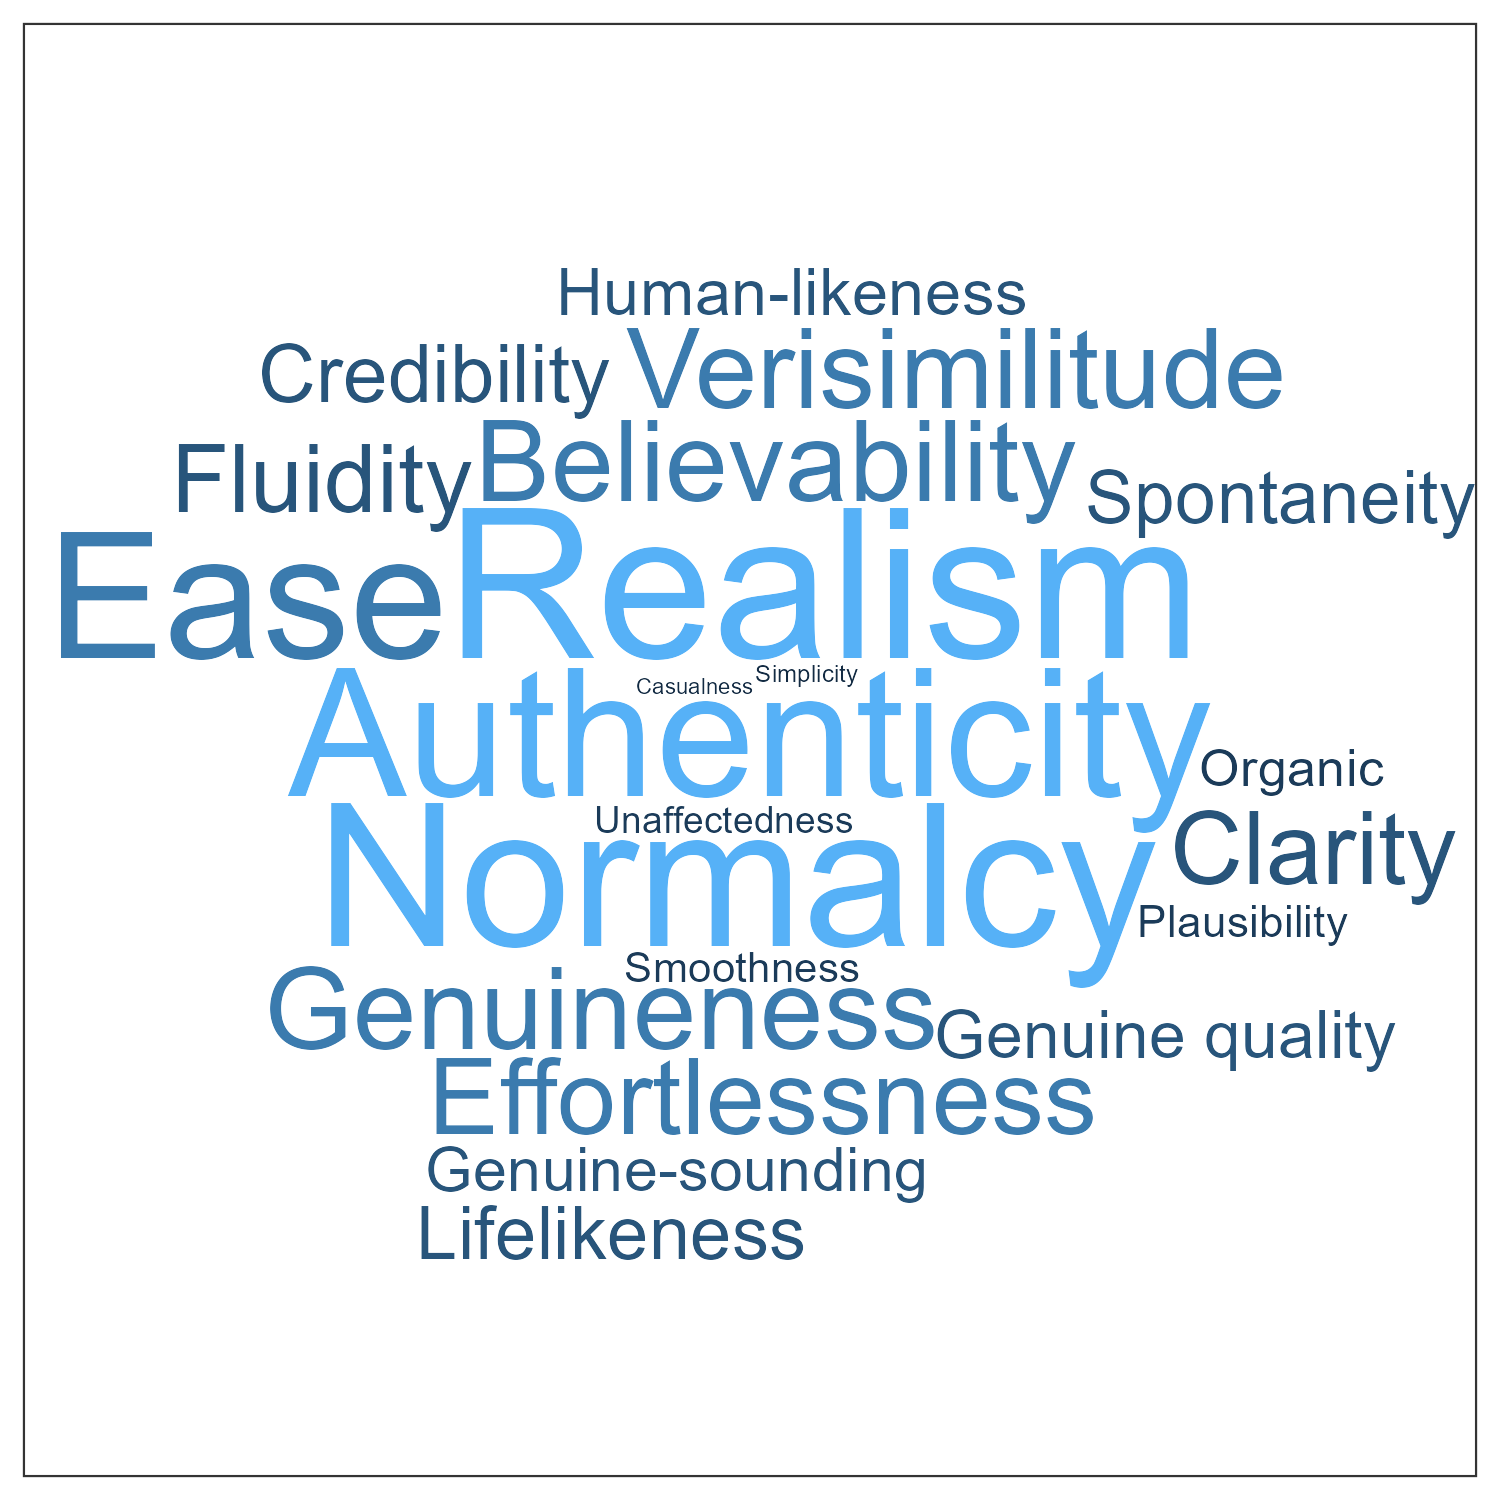 Human-likeness
Credibility
Verisimilitude
Fluidity
Believability
Spontaneity
Ease
Realism
Casualness
Simplicity
Authenticity
Organic
Unaffectedness
Normalcy
Clarity
Plausibility
Smoothness
Genuineness
Genuine quality
Effortlessness
Genuine-sounding
Lifelikeness